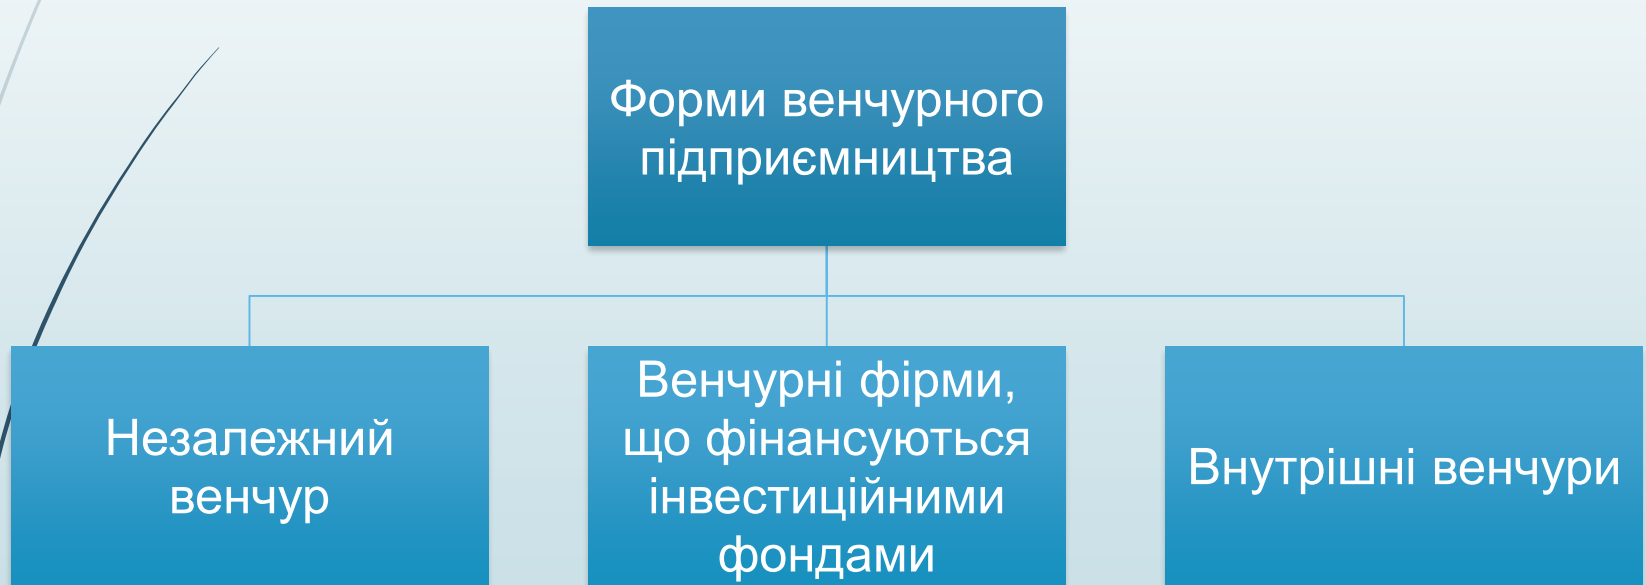 Форми венчурного
підприємництва
Незалежний
венчур
Венчурні фірми,
що фінансуються
інвестиційними
фондами
Внутрішні венчури